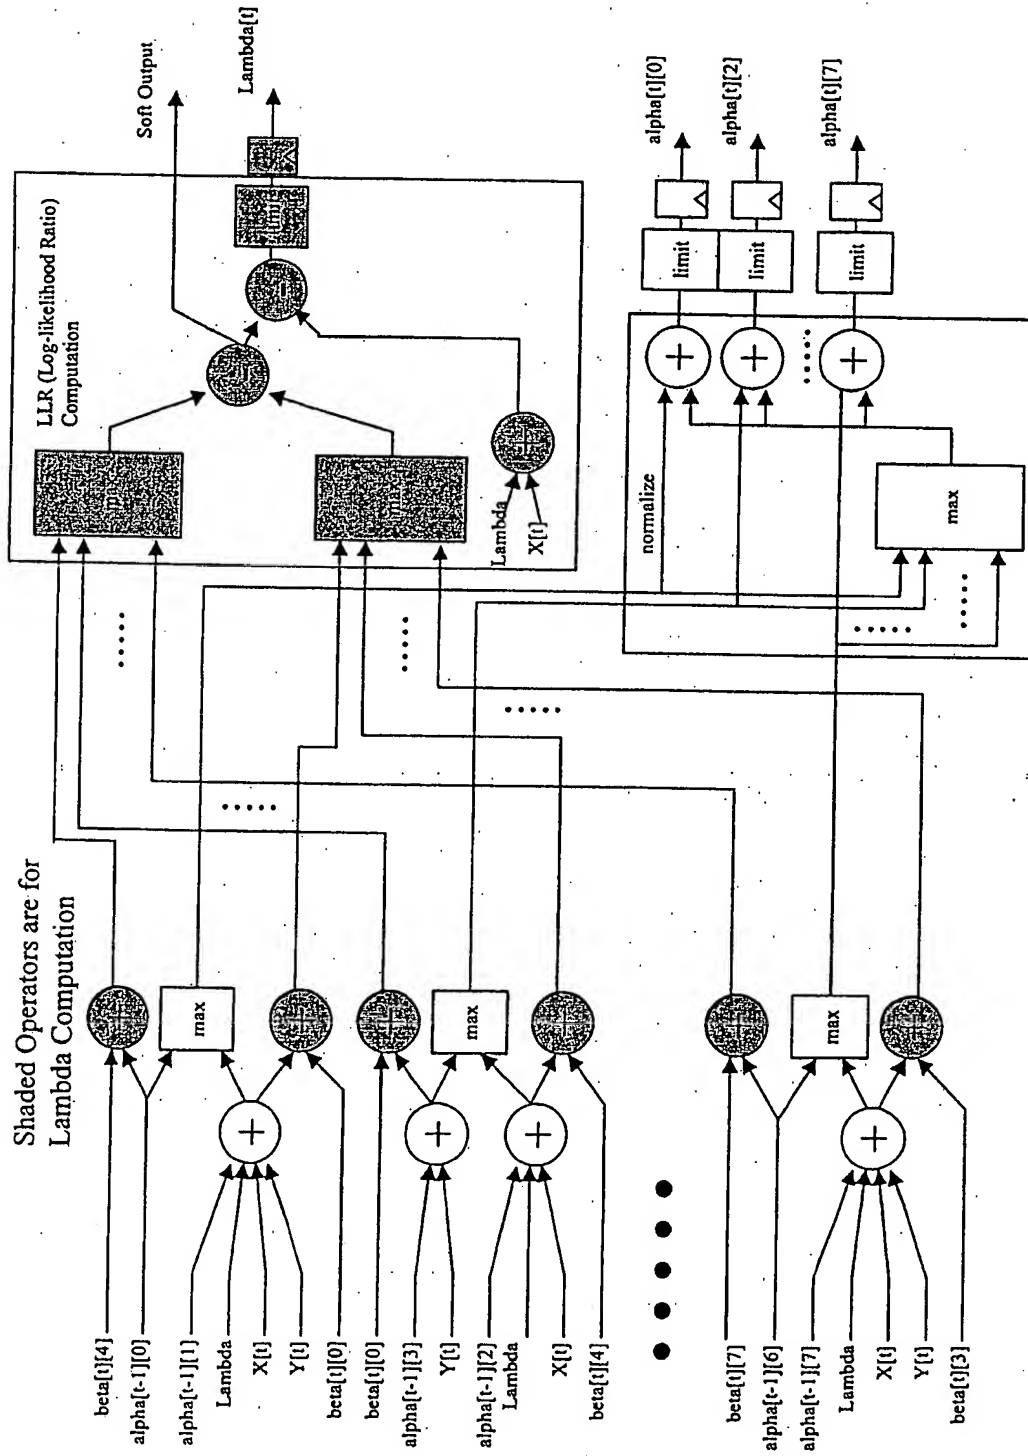 Shaded Operators are for
Lambda Computation
beta[t][4]
alpha[t-1][0]
alpha[t-1][1]
Lambda
X[t]
Y[t]
beta[t][0]
beta[t][0]
alpha[t-1][3]
Y[t]
alpha[t-1][2]
Lambda
X[t]
beta[t][4]
beta[t][7]
alpha[t-1][6]
alpha[t-1][7]
Lambda
X[t]
Y[t]
beta[t][3]
+
+
+
+
+
max
+
+
max
+
+
max
+
LLR (Log-likelihood Ratio)
Computation
max
Lambda
X[t]
+
-
-
limit
Soft Output
Lambda[t]
normalize
max
+
+
+
limit
limit
limit
alpha[t][0]
alpha[t][2]
alpha[t][7]